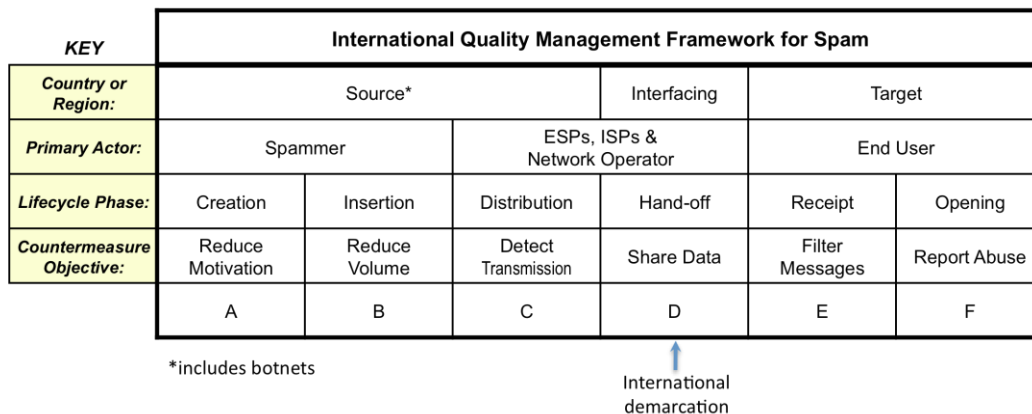 International Quality Management Framework for Spam
KEY
Country or
Region:
Source*
Interfacing
Target
Primary Actor:
Spammer
ESPs, ISPs &
Network Operator
End User
Lifecycle Phase:
Creation
Insertion
Distribution
Hand-off
Receipt
Opening
Countermeasure
Objective:
Reduce
Motivation
Reduce
Volume
Detect
Transmission
Share Data
Filter
Messages
Report Abuse
A
B
C
D
E
F
*includes botnets
International
demarcation